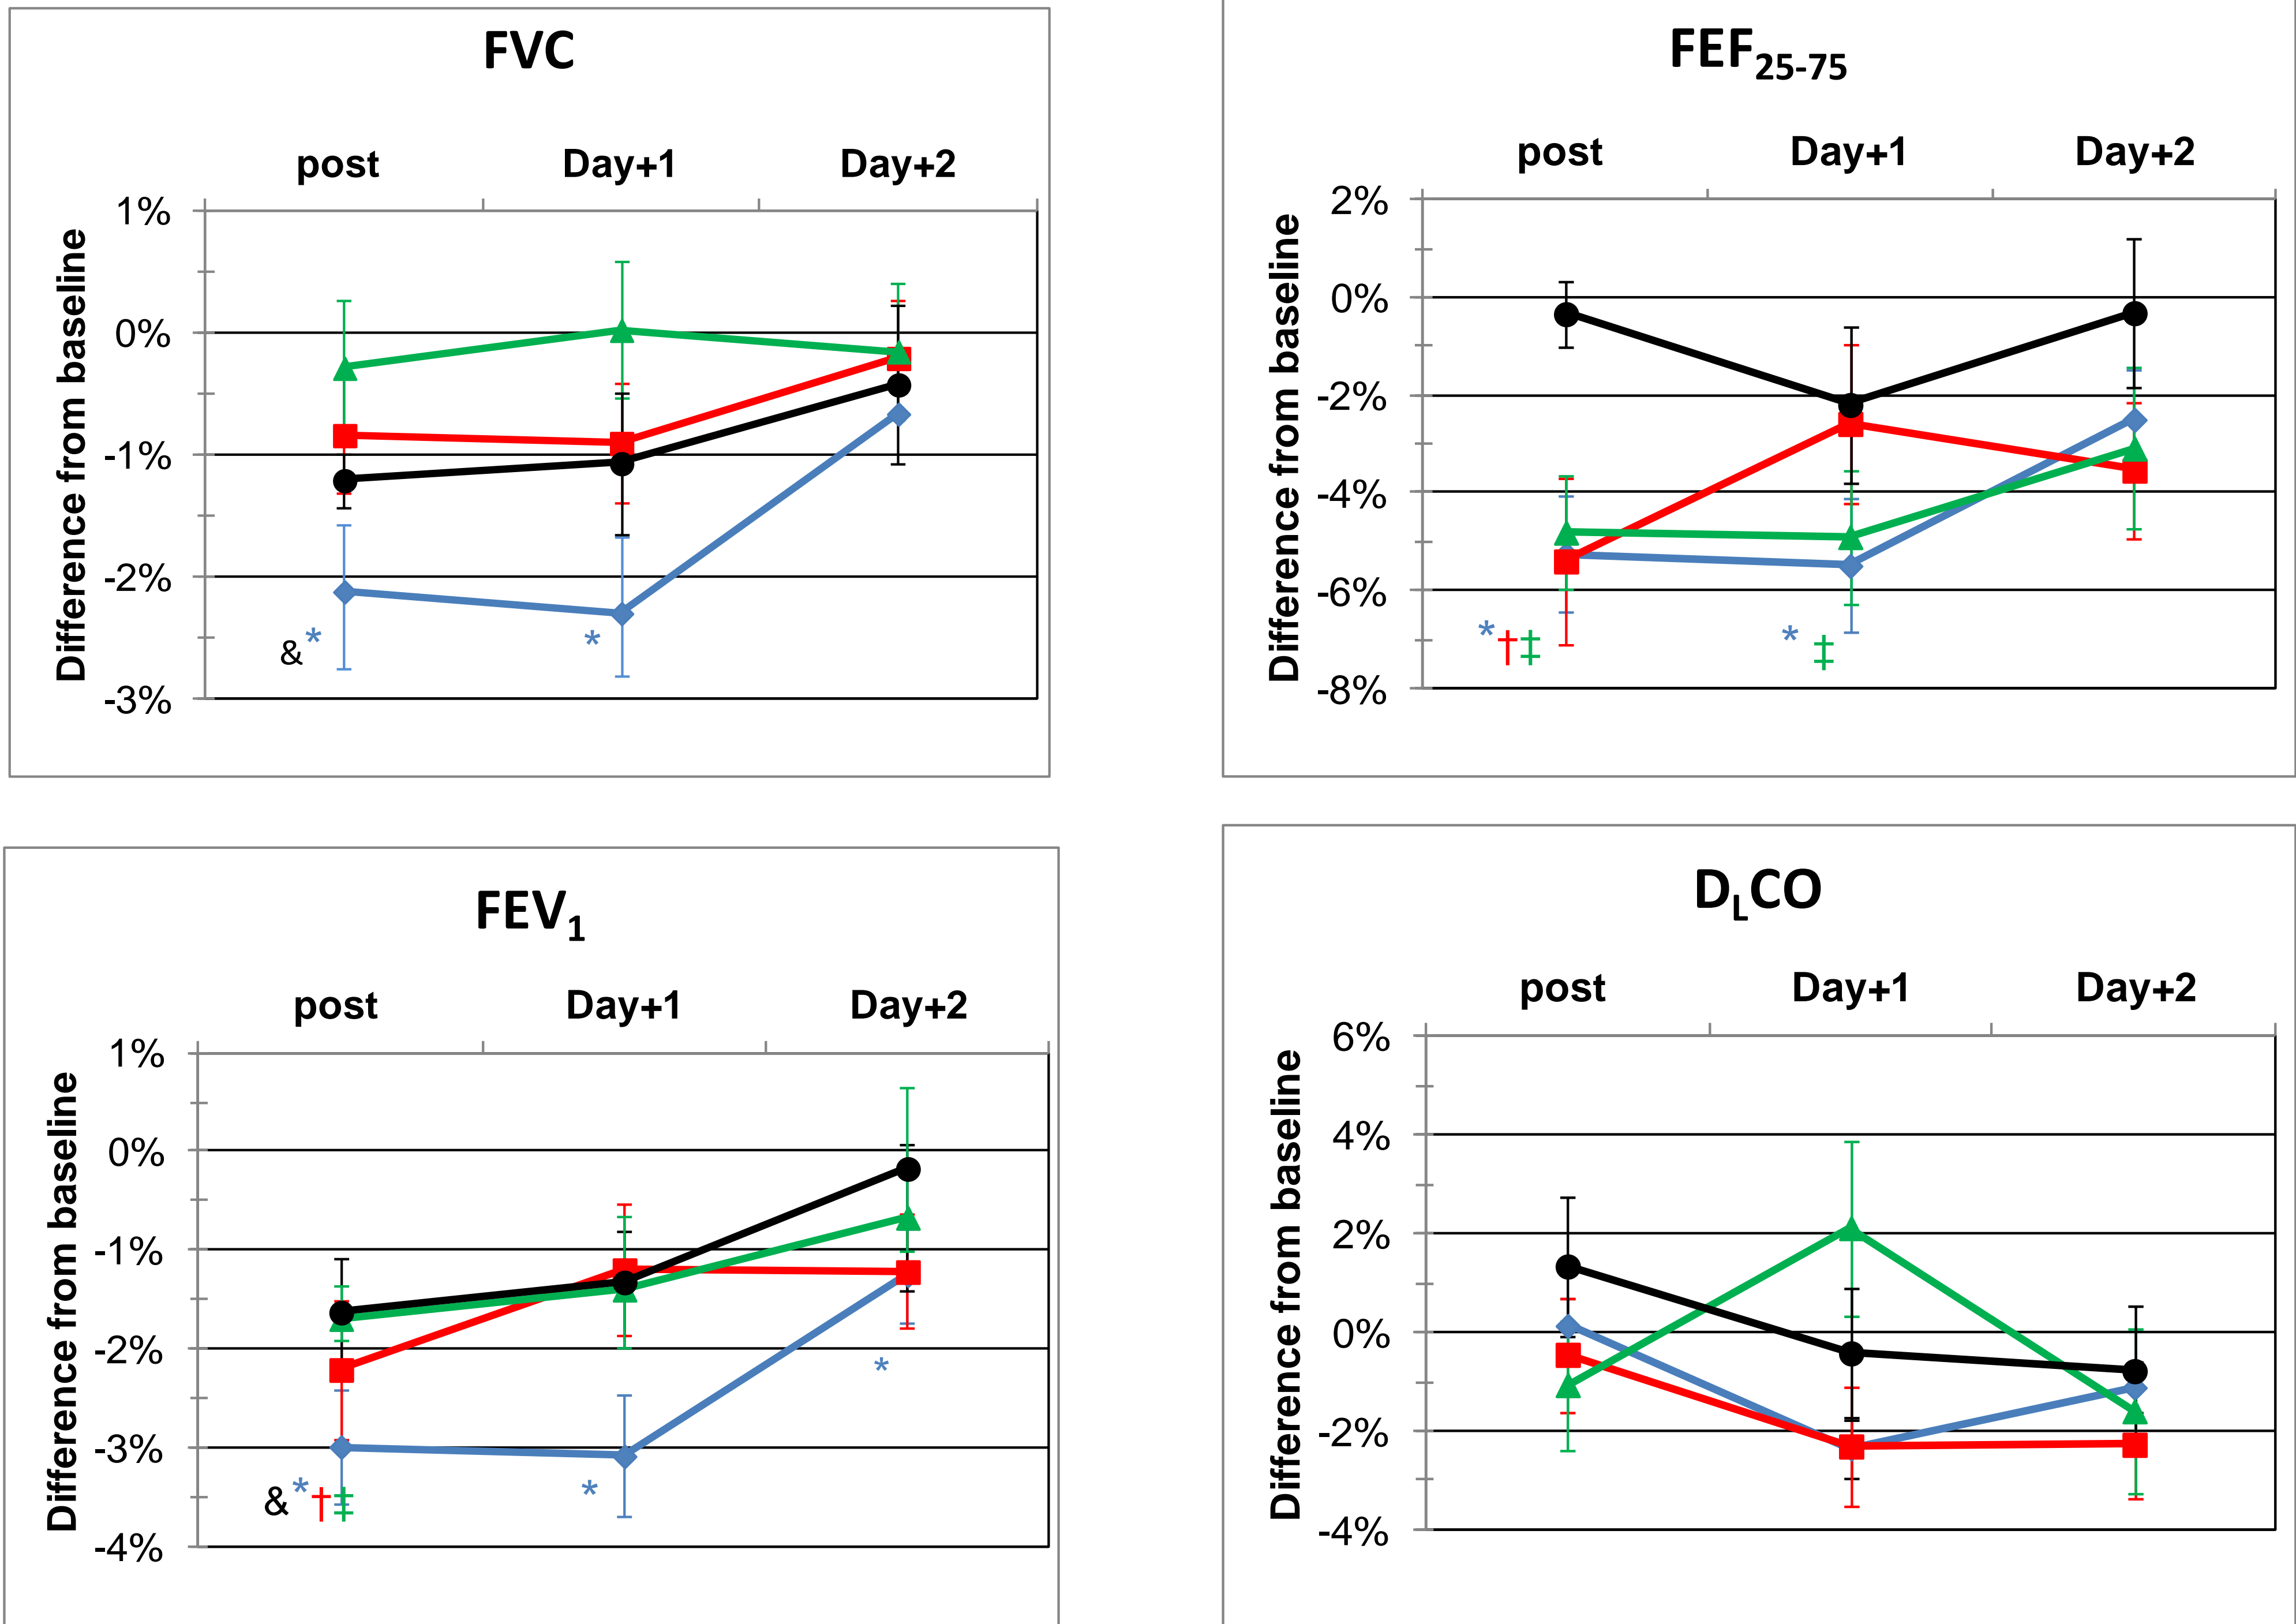 FVC
post Day+1 Day+2
Difference from baseline
1%
0%
-1%
-2%
-3%
& *
*
FEF25-75
post Day+1 Day+2
Difference from baseline
2%
0%
-2%
-4%
-6%
-8%
* † ‡
* ‡
FEV1
post Day+1 Day+2
Difference from baseline
1%
0%
-1%
-2%
-3%
-4%
& * † ‡
*
*
DLCO
post Day+1 Day+2
Difference from baseline
6%
4%
2%
0%
-2%
-4%